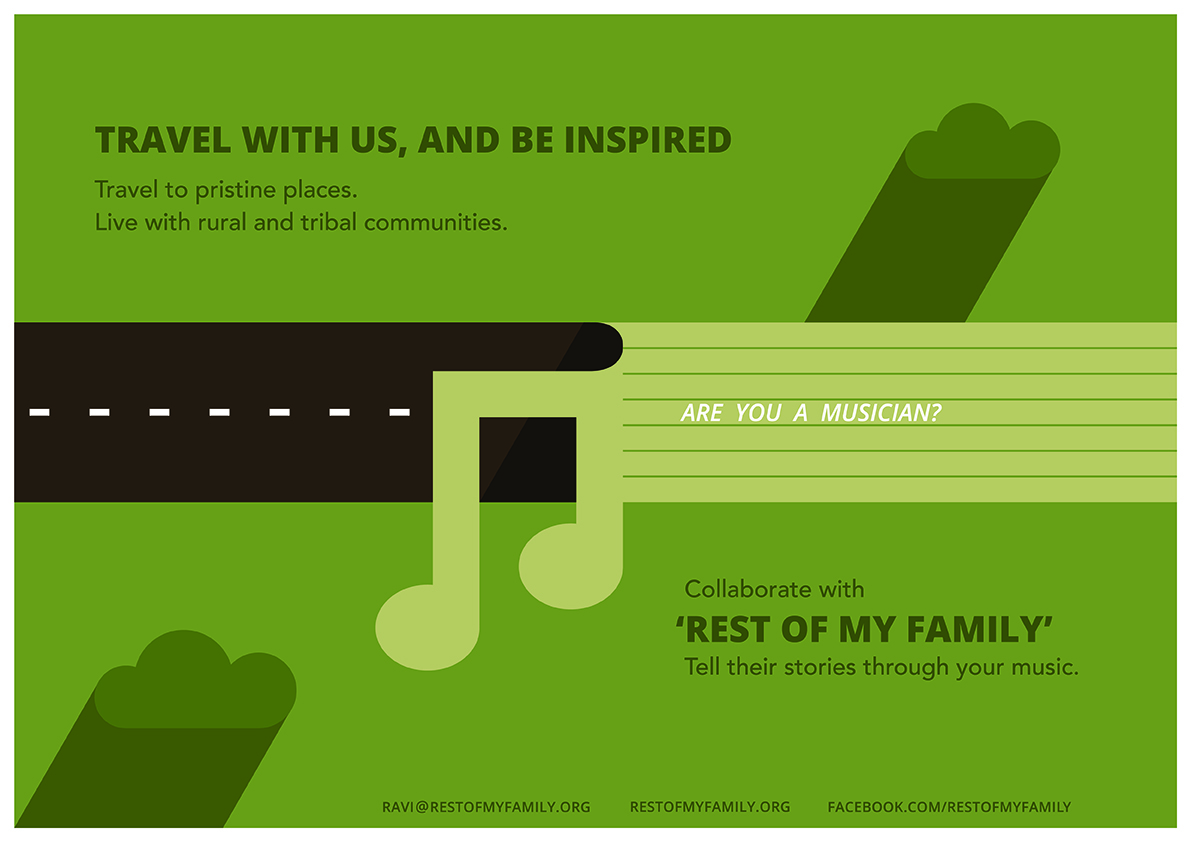 TRAVEL WITH US, AND BE INSPIRED
Travel to pristine places.
Live with rural and tribal communities.
ARE YOU A MUSICIAN?
Collaborate with
‘REST OF MY FAMILY’
Tell their stories through your music.
RAVI@RESTOFMYFAMILY.ORG RESTOFMYFAMILY.ORG FACEBOOK.COM/RESTOFMYFAMILY